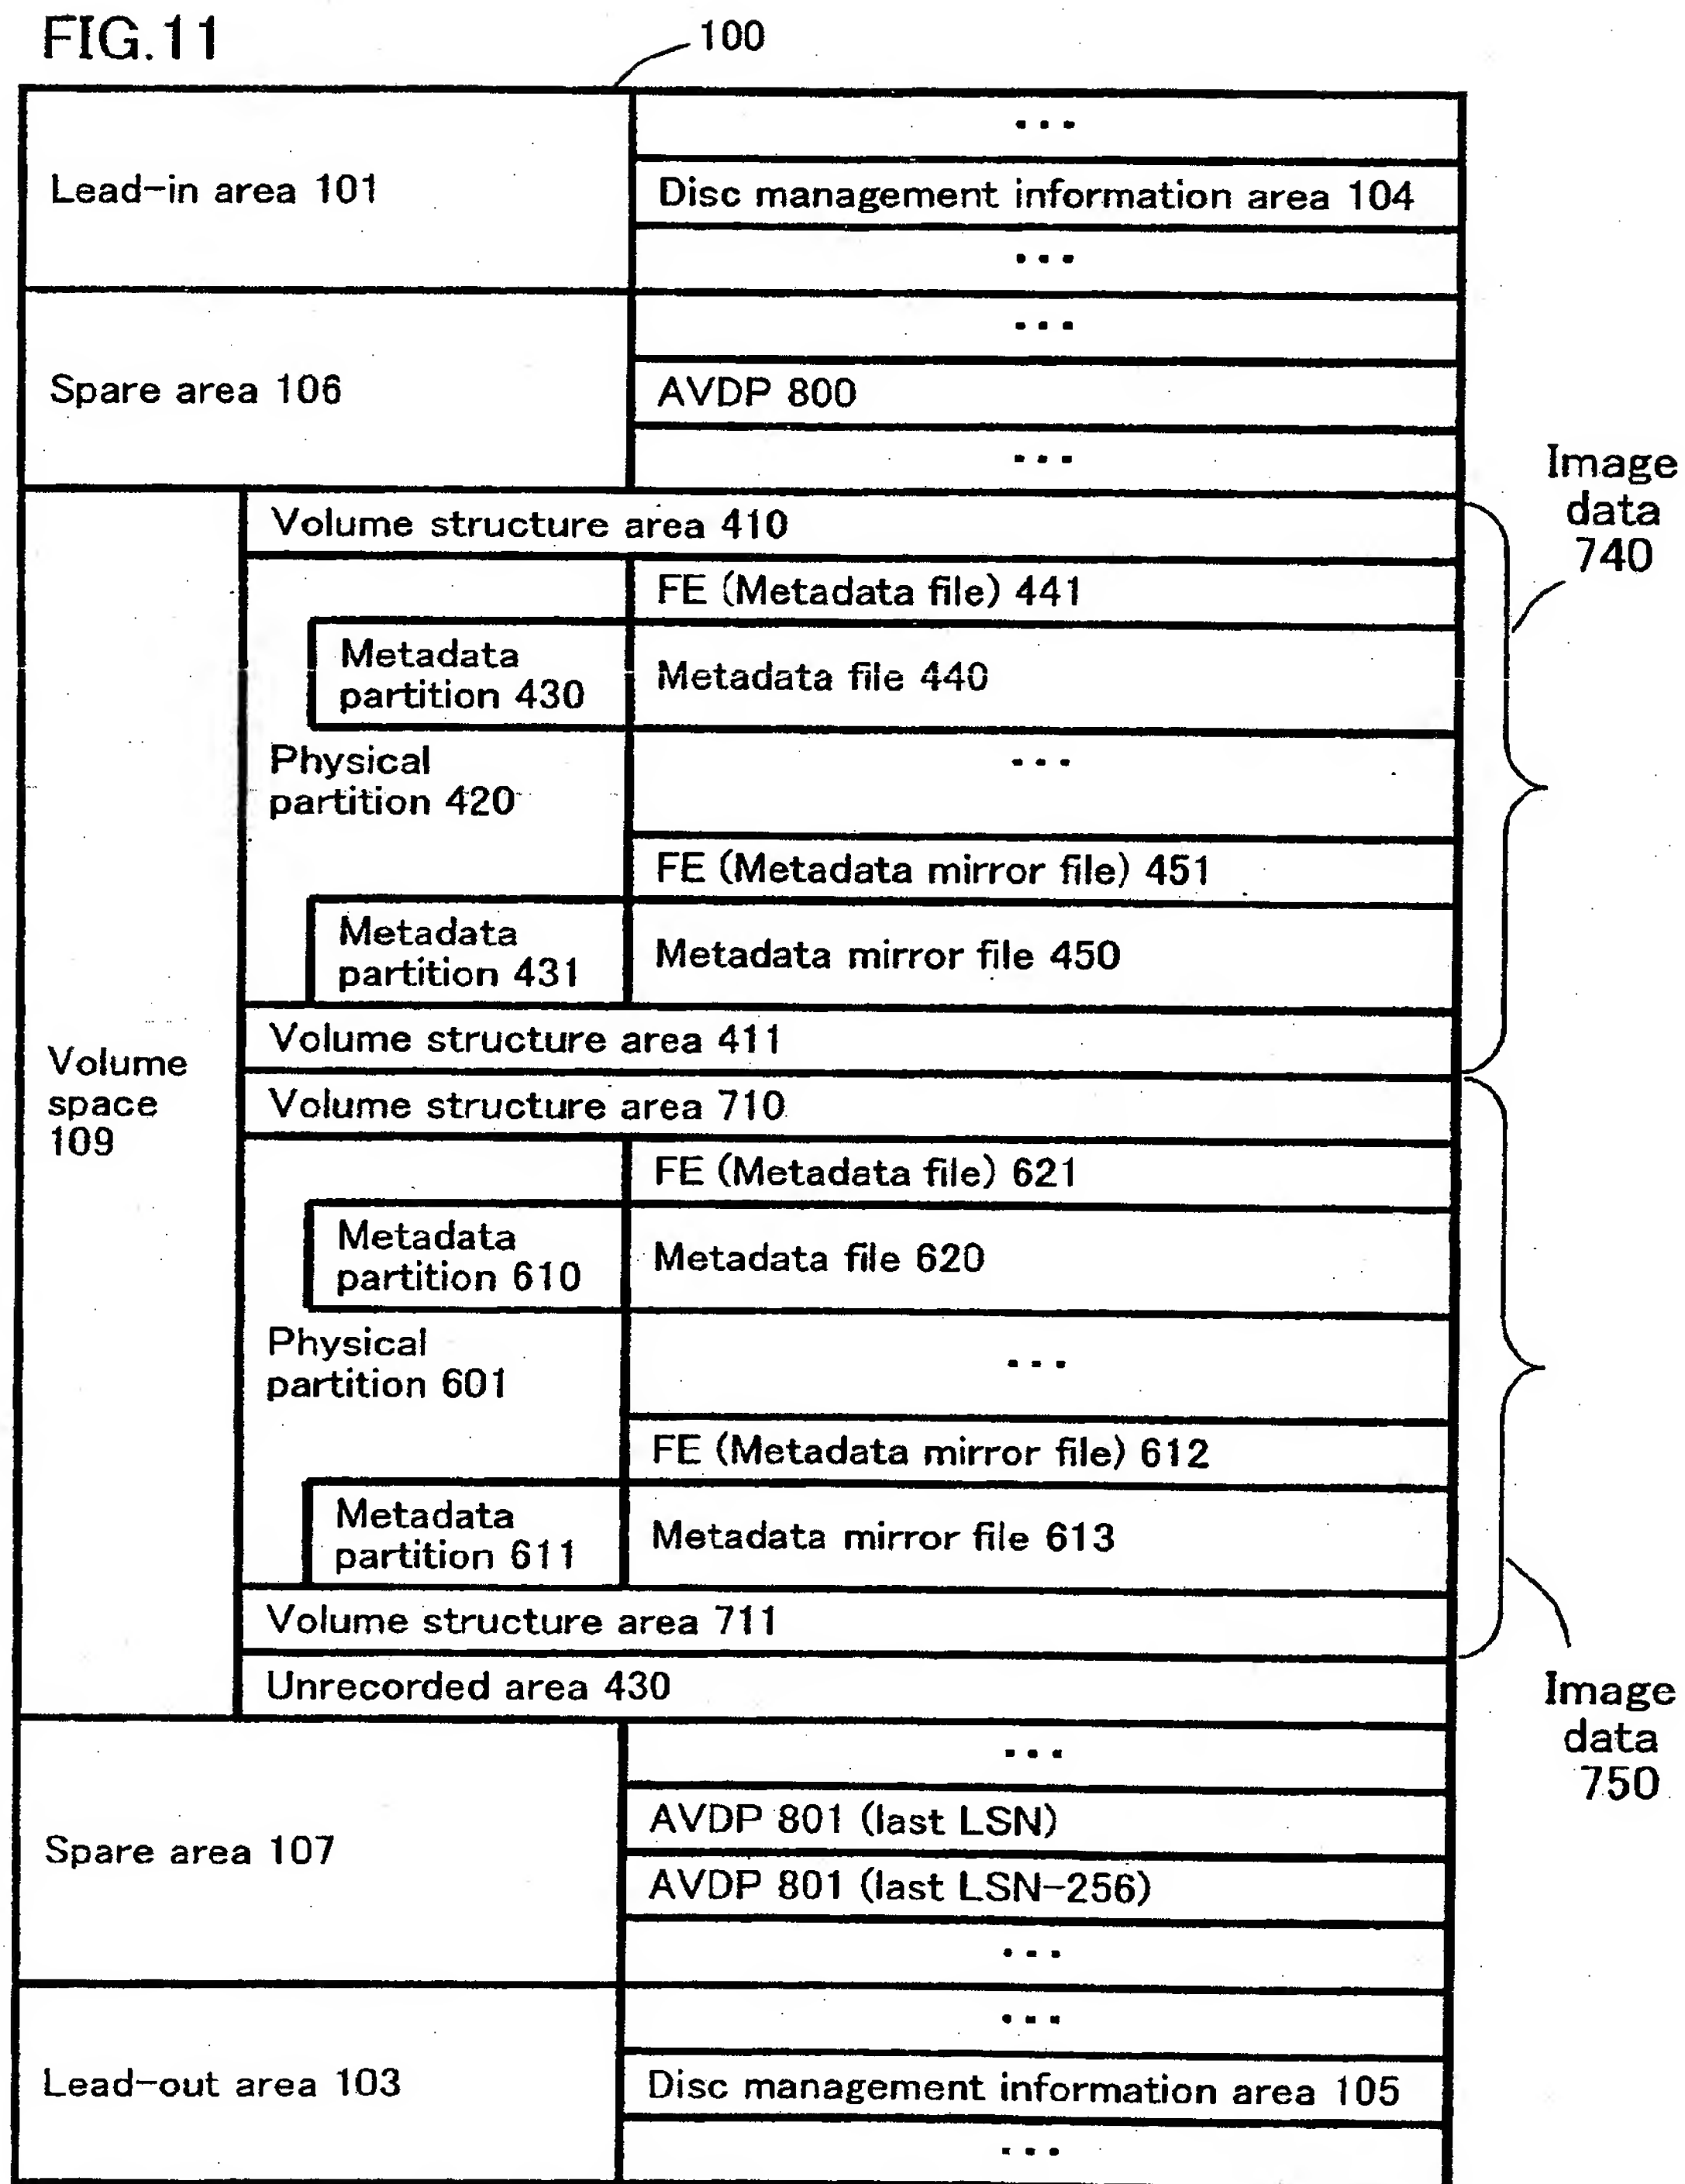 FIG.11
100
...
Lead-in area 101
Disc management information area 104
...
...
Spare area 106
AVDP 800
...
Image
data
740
Volume structure area 410
FE (Metadata file) 441
Metadata
partition 430
Metadata file 440
Physical
partition 420
...
FE (Metadata mirror file) 451
Metadata
partition 431
Metadata mirror file 450
Volume structure area 411
Volume
space
109
Volume structure area 710
FE (Metadata file) 621
Metadata
partition 610
Metadata file 620
Physical
partition 601
...
FE (Metadata mirror file) 612
Metadata
partition 611
Metadata mirror file 613
Volume structure area 711
Unrecorded area 430
Image
data
750
...
Spare area 107
AVDP 801 (last LSN)
AVDP 801 (last LSN-256)
...
...
Lead-out area 103
Disc management information area 105
...